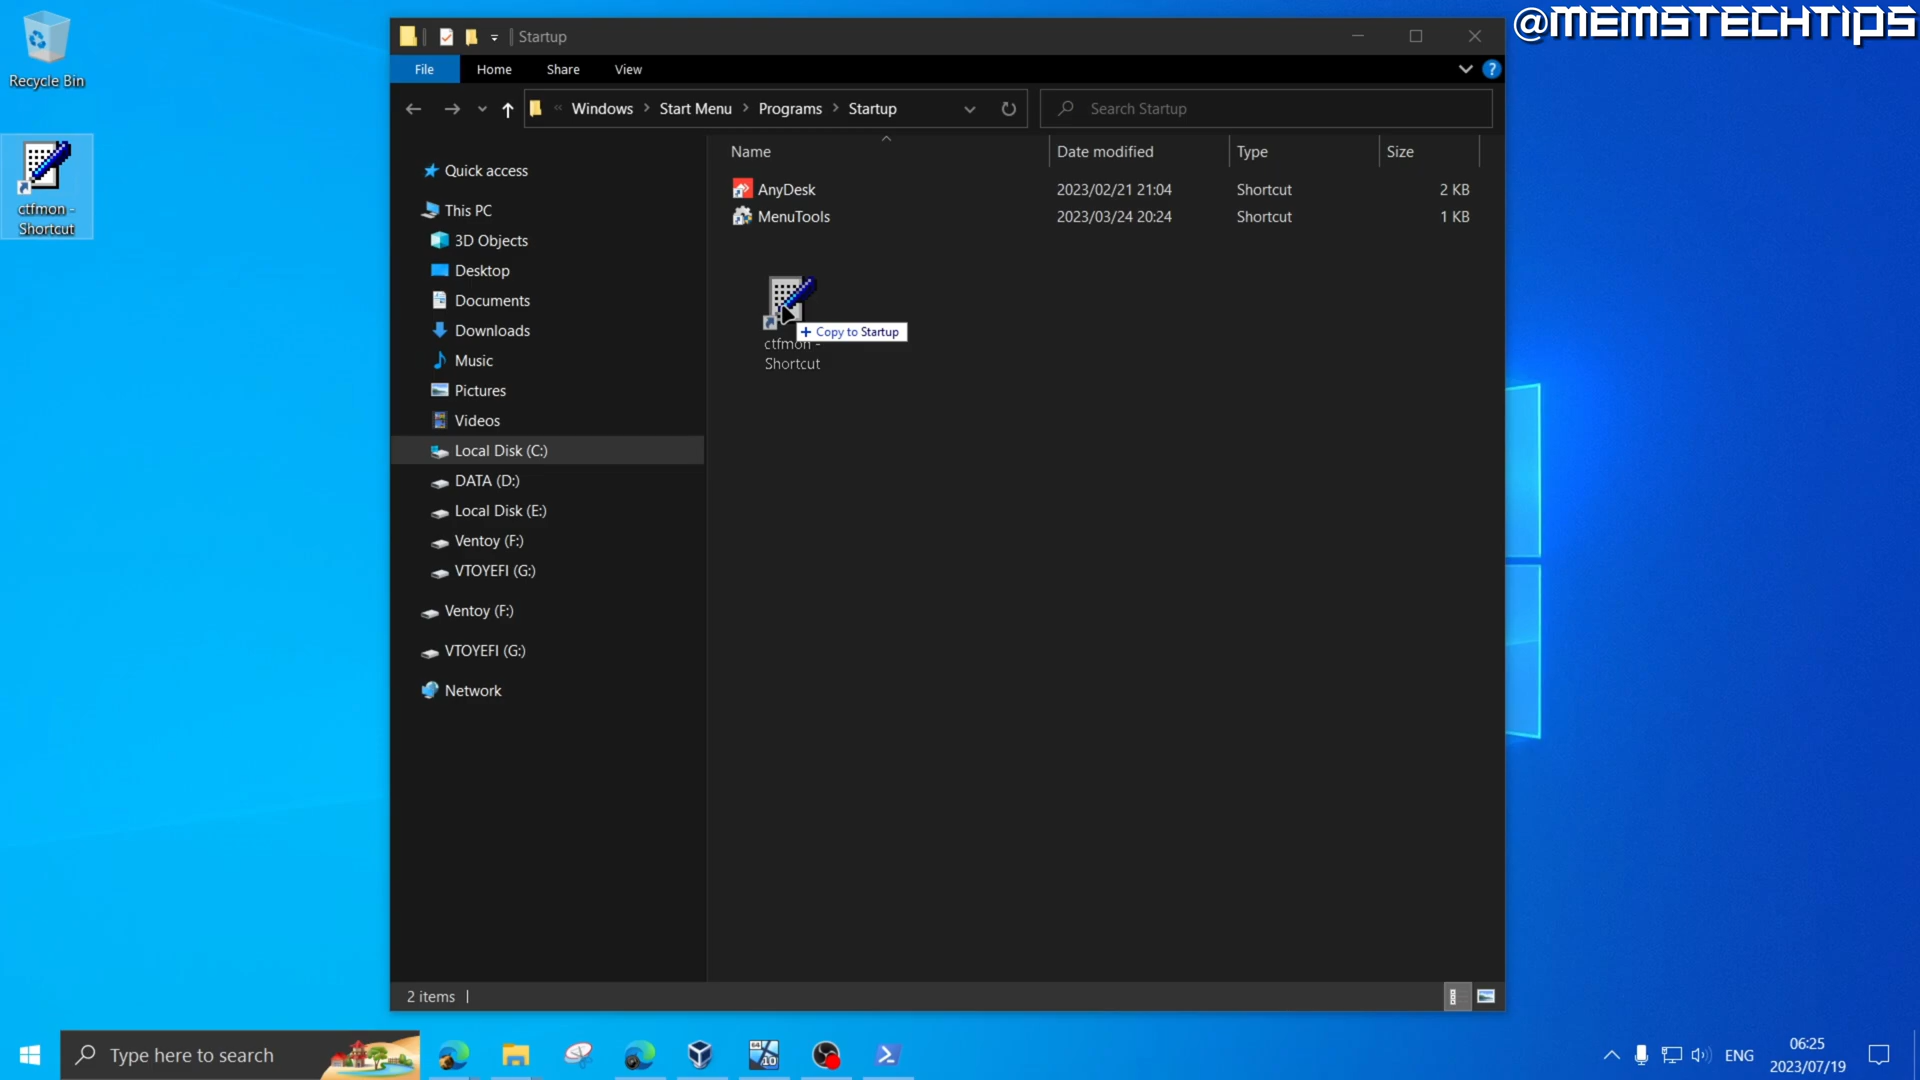 @MEMSTECHTIPS
Recycle Bin
ctfmon -
Shortcut
Startup
File Home Share View
?
« Windows > Start Menu > Programs > Startup
Search Startup
Name Date modified Type Size
AnyDesk 2023/02/21 21:04 Shortcut 2 KB
MenuTools 2023/03/24 20:24 Shortcut 1 KB
Quick access
This PC
3D Objects
Desktop
Documents
Downloads
Music
Pictures
Videos
Local Disk (C:)
DATA (D:)
Local Disk (E:)
Ventoy (F:)
VTOYEFI (G:)
Ventoy (F:)
VTOYEFI (G:)
Network
+ Copy to Startup
ctfmon -
Shortcut
2 items
Type here to search
64
10
ENG
06:25
2023/07/19